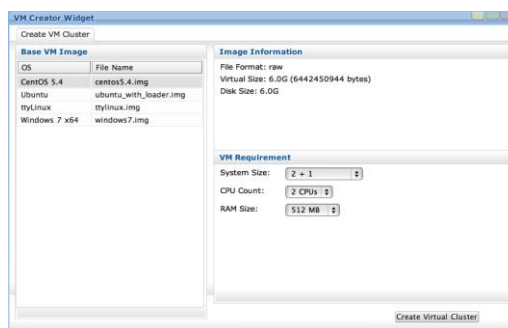 VM Creator Widget
Create VM Cluster
Base VM Image
OS File Name
CentOS 5.4 centos5.4.img
Ubuntu ubuntu_with_loader.img
ttyLinux ttylinux.img
Windows 7 x64 windows7.img
Image Information
File Format: raw
Virtual Size: 6.0G (6442450944 bytes)
Disk Size: 6.0G
VM Requirement
System Size: 2 + 1
CPU Count: 2 CPUs
RAM Size: 512 MB
Create Virtual Cluster